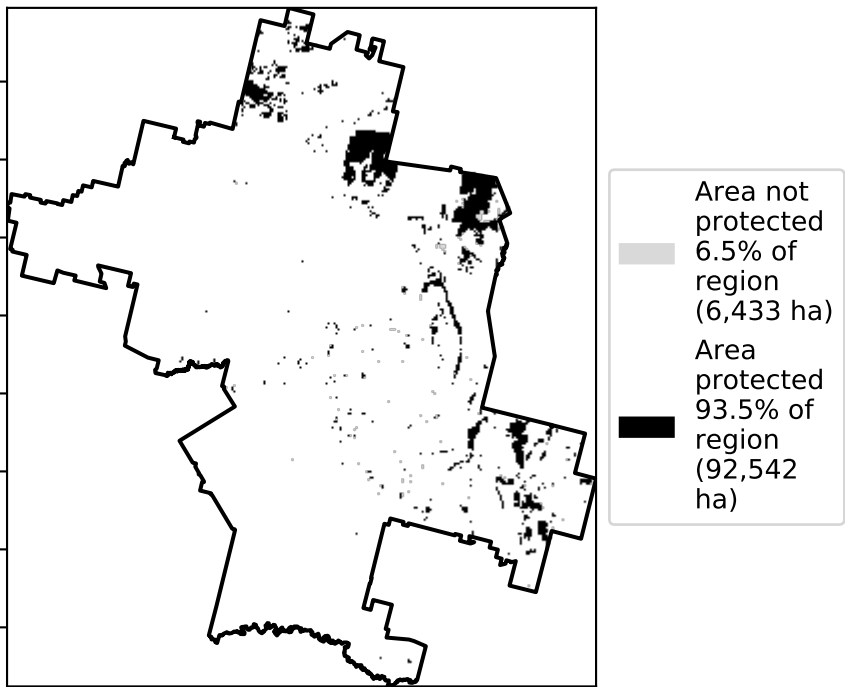 Area not
protected
6.5% of
region
(6,433 ha)
Area
protected
93.5% of
region
(92,542
ha)